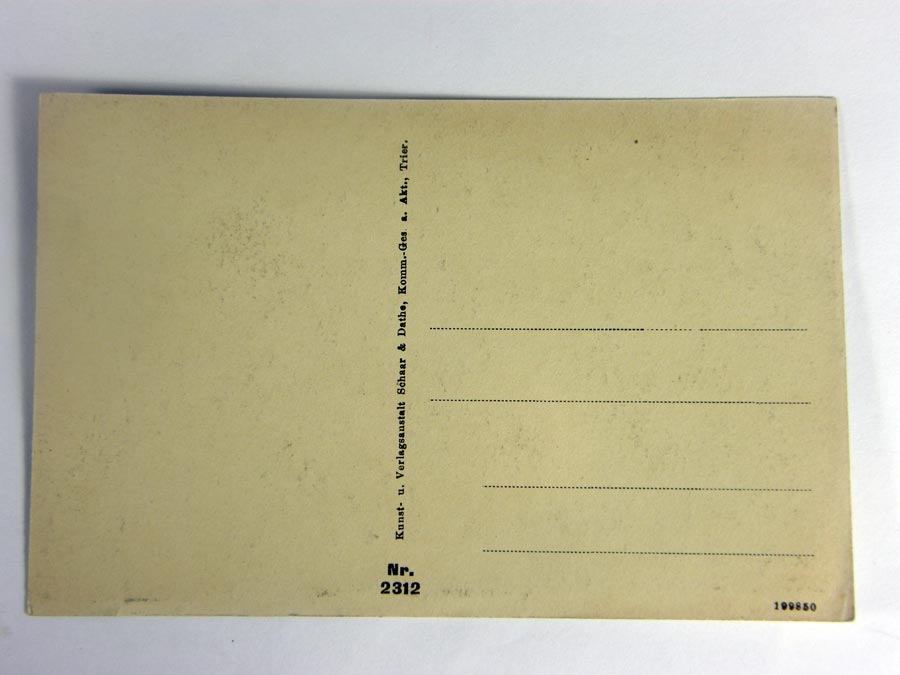 Kunst- u. Verlagsanstalt Schaar & Dathe, Komm.-Ges a. Akt., Trier.
Nr.
2312
199850